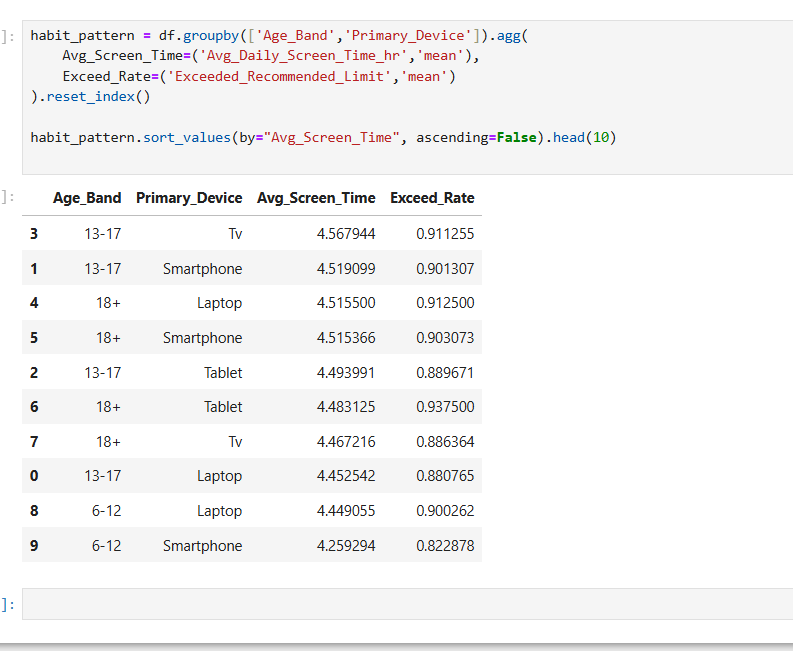 ]: habit_pattern = df.groupby(['Age_Band','Primary_Device']).agg(
    Avg_Screen_Time=('Avg_Daily_Screen_Time_hr','mean'),
    Exceed_Rate=('Exceeded_Recommended_Limit','mean')
).reset_index()
habit_pattern.sort_values(by="Avg_Screen_Time", ascending=False).head(10)
]: Age_Band Primary_Device Avg_Screen_Time Exceed_Rate
3 13-17 Tv 4.567944 0.911255
1 13-17 Smartphone 4.519099 0.901307
4 18+ Laptop 4.515500 0.912500
5 18+ Smartphone 4.515366 0.903073
2 13-17 Tablet 4.493991 0.889671
6 18+ Tablet 4.483125 0.937500
7 18+ Tv 4.467216 0.886364
0 13-17 Laptop 4.452542 0.880765
8 6-12 Laptop 4.449055 0.900262
9 6-12 Smartphone 4.259294 0.822878
]: